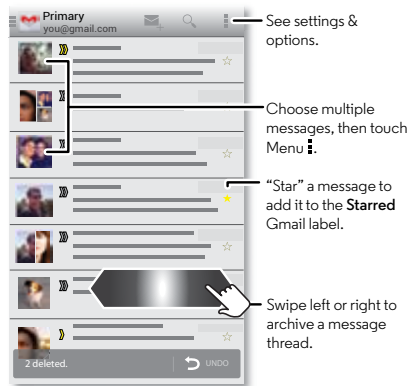 Primary
you@gmail.com
See settings &
options.
Choose multiple
messages, then touch
Menu .
“Star” a message to
add it to the Starred
Gmail label.
Swipe left or right to
archive a message
thread.
2 deleted.
UNDO